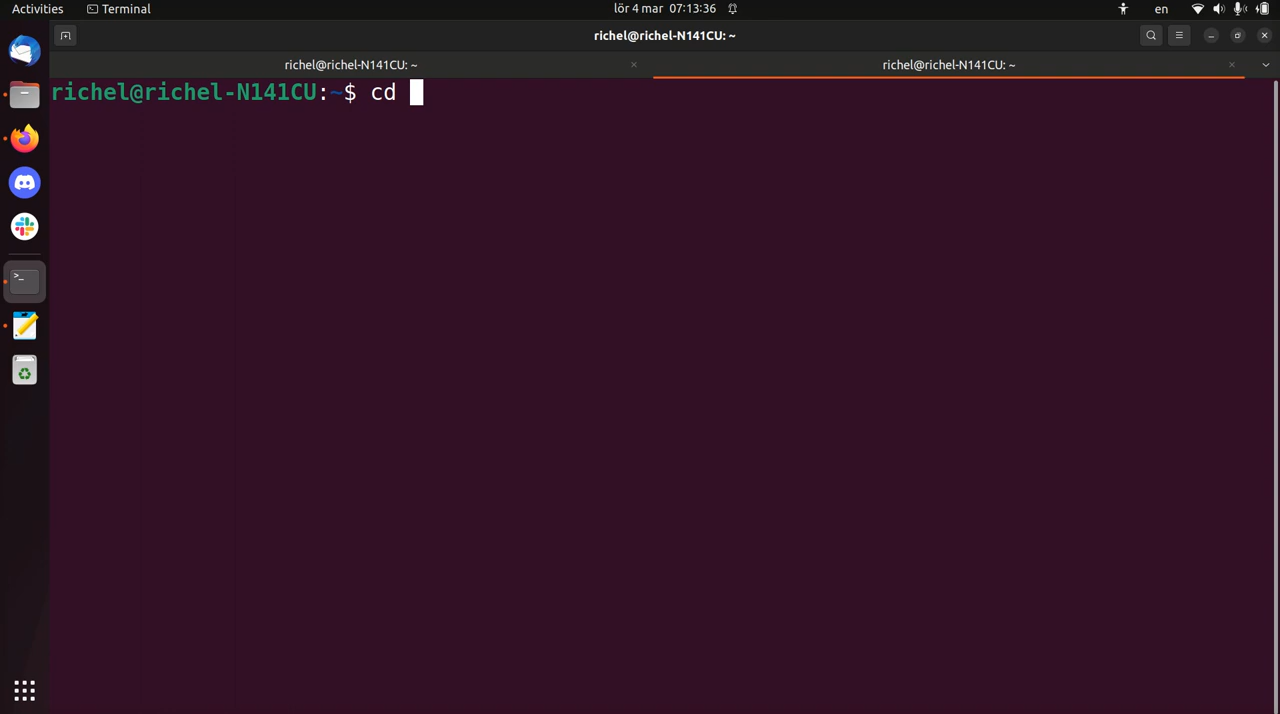 Activities Terminal lör 4 mar 07:13:36 en
richel@richel-N141CU: ~
richel@richel-N141CU: ~ richel@richel-N141CU: ~
richel@richel-N141CU:~$ cd